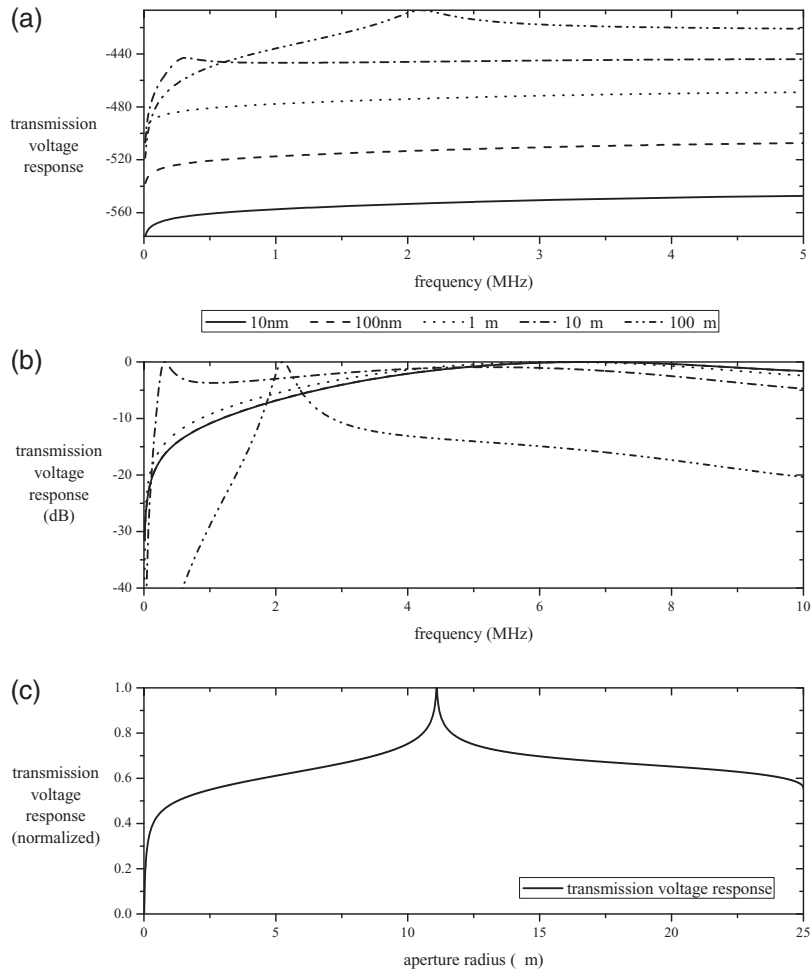 (a)
-440
-480
-520
-560
transmission
voltage
response
0 1 2 3 4 5
frequency (MHz)
10nm 100nm 1 m 10 m 100 m
(b)
0
-10
-20
-30
-40
transmission
voltage
response
(dB)
0 2 4 6 8 10
frequency (MHz)
(c)
1.0
0.8
0.6
0.4
0.2
0.0
transmission
voltage
response
(normalized)
transmission voltage response
0 5 10 15 20 25
aperture radius ( m)